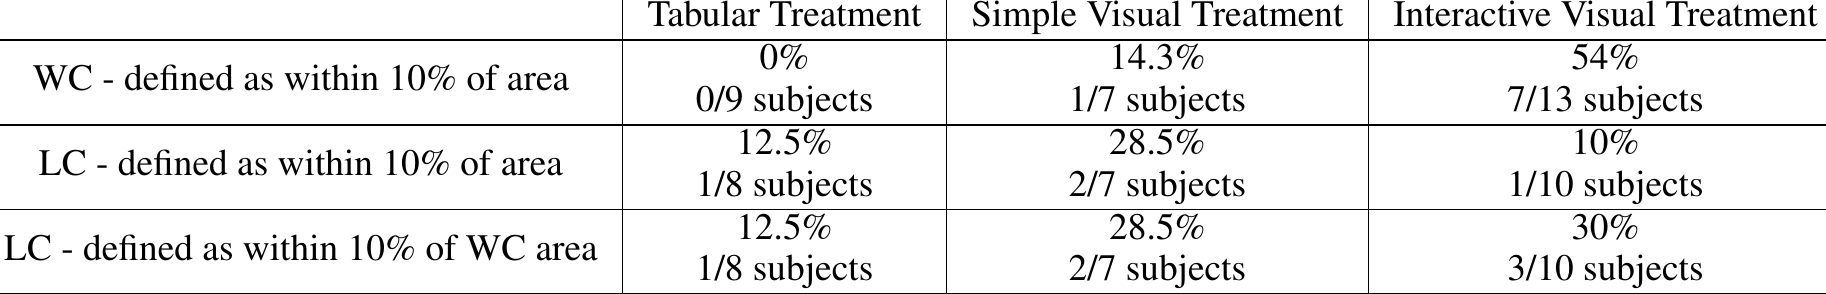 Tabular Treatment Simple Visual Treatment Interactive Visual Treatment
WC - defined as within 10% of area 0% 14.3% 54%
0/9 subjects 1/7 subjects 7/13 subjects
LC - defined as within 10% of area 12.5% 28.5% 10%
1/8 subjects 2/7 subjects 1/10 subjects
LC - defined as within 10% of WC area 12.5% 28.5% 30%
1/8 subjects 2/7 subjects 3/10 subjects